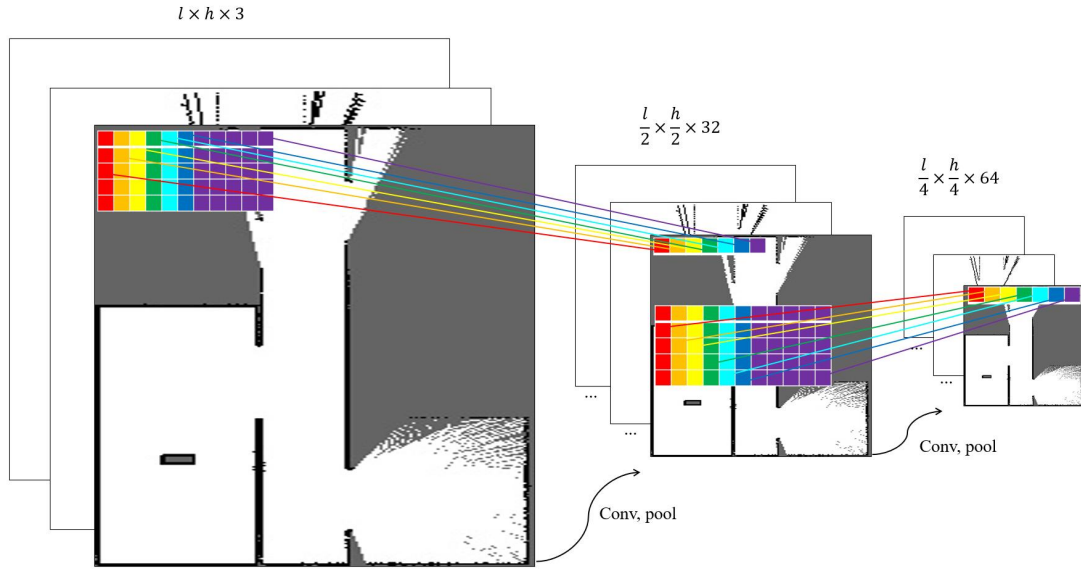 l × h × 3
l/2 × h/2 × 32
l/4 × h/4 × 64
...
...
...
...
Conv, pool
Conv, pool